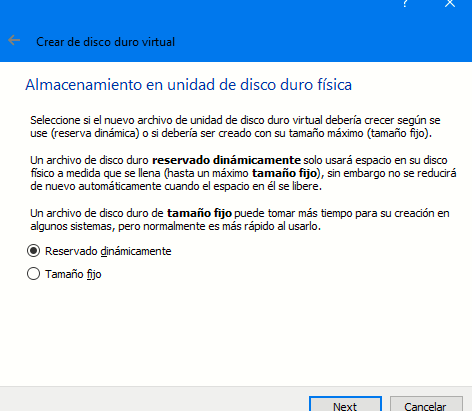 Crear de disco duro virtual
Almacenamiento en unidad de disco duro física
Seleccione si el nuevo archivo de unidad de disco duro virtual debería crecer según se
use (reserva dinámica) o si debería ser creado con su tamaño máximo (tamaño fijo).
Un archivo de disco duro reservado dinámicamente solo usará espacio en su disco
físico a medida que se llena (hasta un máximo tamaño fijo), sin embargo no se reducirá
de nuevo automáticamente cuando el espacio en él se libere.
Un archivo de disco duro de tamaño fijo puede tomar más tiempo para su creación en
algunos sistemas, pero normalmente es más rápido al usarlo.
Reservado dinámicamente
Tamaño fijo
Next Cancelar